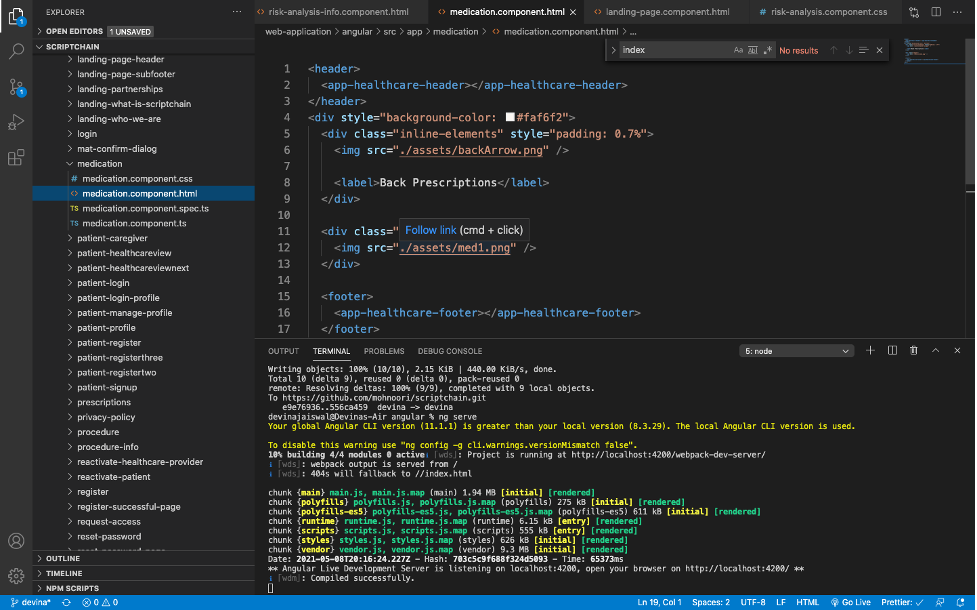 EXPLORER
OPEN EDITORS 1 UNSAVED
SCRIPTCHAIN
landing-page-header
landing-page-subfooter
landing-partnerships
landing-what-is-scriptchain
landing-who-we-are
login
mat-confirm-dialog
medication
# medication.component.css
<> medication.component.html
TS medication.component.spec.ts
TS medication.component.ts
patient-caregiver
patient-healthcareview
patient-healthcareviewnext
patient-login
patient-login-profile
patient-manage-profile
patient-profile
patient-register
patient-registerthree
patient-registertwo
patient-signup
prescriptions
privacy-policy
procedure
procedure-info
reactivate-healthcare-provider
reactivate-patient
register
register-successful-page
request-access
reset-password
OUTLINE
TIMELINE
NPM SCRIPTS
<> risk-analysis-info.component.html <> medication.component.html <> landing-page.component.html # risk-analysis.component.css
web-application > angular > src > app > medication > <> medication.component.html > ...
index Aa No results
1 <header>
2 <app-healthcare-header></app-healthcare-header>
3 </header>
4 <div style="background-color: #faf6f2">
5 <div class="inline-elements" style="padding: 0.7%">
6 <img src="./assets/backArrow.png" />
7
8 <label>Back Prescriptions</label>
9 </div>
10
11 <div class="
Follow link (cmd + click)
12 <img src="./assets/med1.png" />
13 </div>
14
15 <footer>
16 <app-healthcare-footer></app-healthcare-footer>
17 </footer>
OUTPUT TERMINAL PROBLEMS DEBUG CONSOLE 5: node
Writing objects: 100% (10/10), 2.15 KiB | 440.00 KiB/s, done.
Total 10 (delta 9), reused 0 (delta 0), pack-reused 0
remote: Resolving deltas: 100% (9/9), completed with 9 local objects.
To https://github.com/mohnoori/scriptchain.git
e9e76936..556ca459 devina -> devina
devinajaiswal@Devinas-Air angular % ng serve
Your global Angular CLI version (11.1.1) is greater than your local version (8.3.29). The local Angular CLI version is used.
To disable this warning use "ng config -g cli.warnings.versionMismatch false".
10% building 4/4 modules 0 active ℹ ｢wds｣: Project is running at http://localhost:4200/webpack-dev-server/
ℹ ｢wds｣: webpack output is served from /
ℹ ｢wds｣: 404s will fallback to //index.html
chunk {main} main.js, main.js.map (main) 1.94 MB [initial] [rendered]
chunk {polyfills} polyfills.js, polyfills.js.map (polyfills) 275 kB [initial] [rendered]
chunk {polyfills-es5} polyfills-es5.js, polyfills-es5.js.map (polyfills-es5) 611 kB [initial] [rendered]
chunk {runtime} runtime.js, runtime.js.map (runtime) 6.15 kB [entry] [rendered]
chunk {scripts} scripts.js, scripts.js.map (scripts) 555 kB [entry] [rendered]
chunk {styles} styles.js, styles.js.map (styles) 626 kB [initial] [rendered]
chunk {vendor} vendor.js, vendor.js.map (vendor) 9.3 MB [initial] [rendered]
Date: 2021-05-08T20:16:24.227Z - Hash: 703c5c9f688f324d5093 - Time: 65373ms
** Angular Live Development Server is listening on localhost:4200, open your browser on http://localhost:4200/ **
ℹ ｢wdm｣: Compiled successfully.
devina* 0 0 Ln 19, Col 1 Spaces: 2 UTF-8 LF HTML Go Live Prettier: ✓